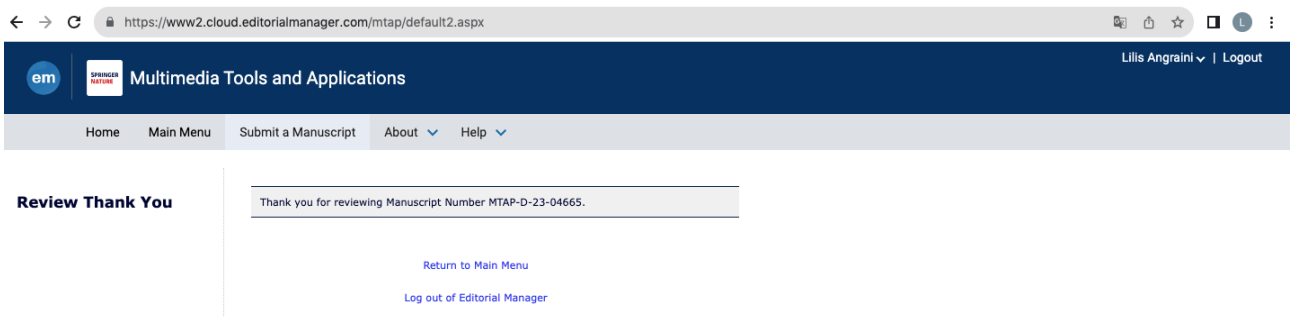 https://www2.cloud.editorialmanager.com/mtap/default2.aspx
L
Lilis Angraini | Logout
em
SPRINGER NATURE
Multimedia Tools and Applications
Home Main Menu Submit a Manuscript About Help
Review Thank You
Thank you for reviewing Manuscript Number MTAP-D-23-04665.
Return to Main Menu
Log out of Editorial Manager